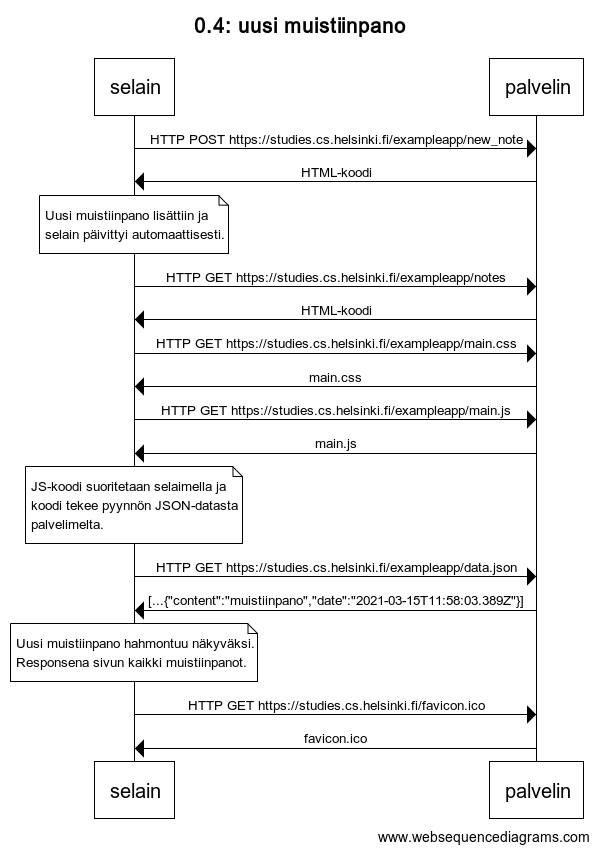 0.4: uusi muistiinpano
selain
palvelin
HTTP POST https://studies.cs.helsinki.fi/exampleapp/new_note
HTML-koodi
Uusi muistiinpano lisättiin ja
selain päivittyi automaattisesti.
HTTP GET https://studies.cs.helsinki.fi/exampleapp/notes
HTML-koodi
HTTP GET https://studies.cs.helsinki.fi/exampleapp/main.css
main.css
HTTP GET https://studies.cs.helsinki.fi/exampleapp/main.js
main.js
JS-koodi suoritetaan selaimella ja
koodi tekee pyynnön JSON-datasta
palvelimelta.
HTTP GET https://studies.cs.helsinki.fi/exampleapp/data.json
[...{"content":"muistiinpano","date":"2021-03-15T11:58:03.389Z"}]
Uusi muistiinpano hahmontuu näkyväksi.
Responsena sivun kaikki muistiinpanot.
HTTP GET https://studies.cs.helsinki.fi/favicon.ico
favicon.ico
selain
palvelin
www.websequencediagrams.com